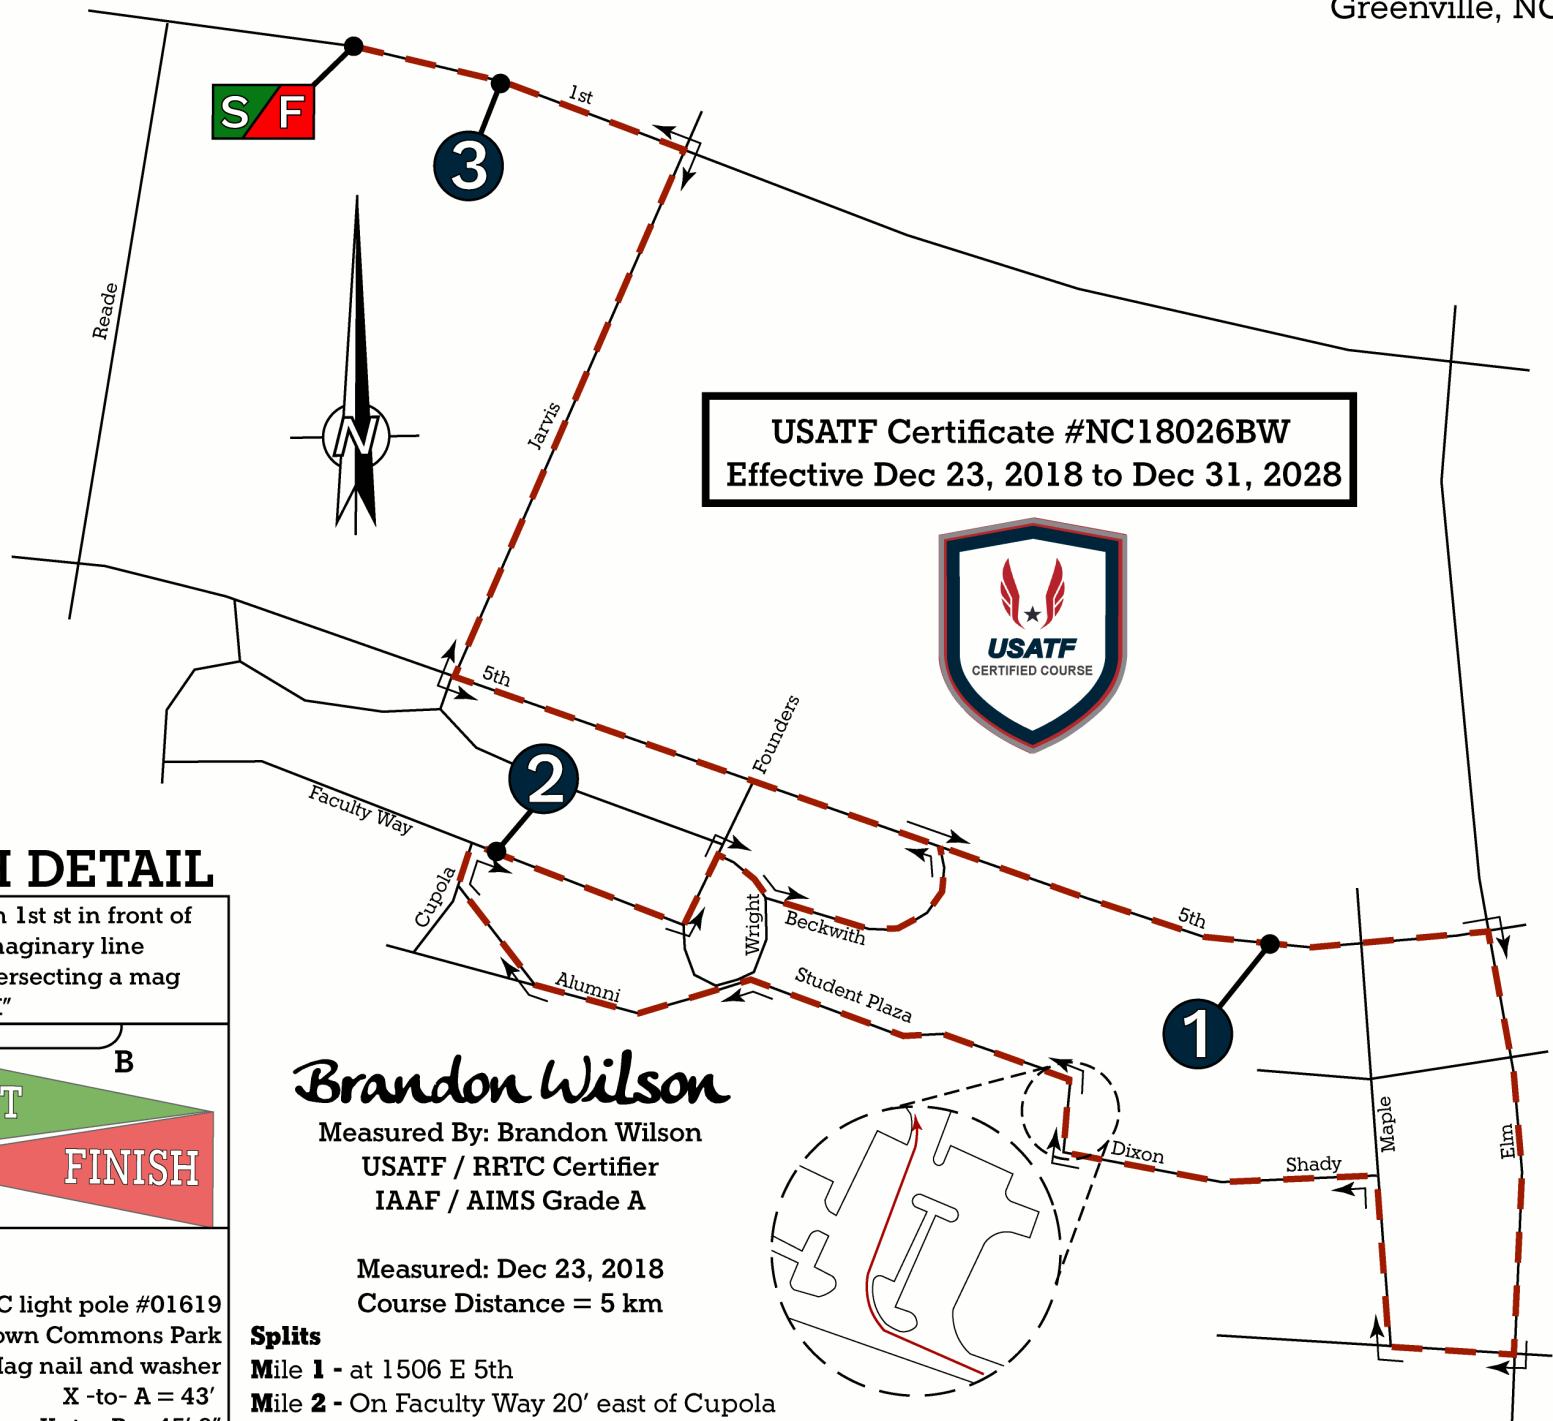 Greenville, NC
1st
S F
3
Reade
Jarvis
N
USATF Certificate #NC18026BW
Effective Dec 23, 2018 to Dec 31, 2028
USATF
CERTIFIED COURSE
5th
Founders
2
Faculty Way
Cupola
Wright
Beckwith
5th
Alumni
Student Plaza
1
Maple
Elm
Dixon
Shady
DETAIL
1st st in front of
line
a mag
B
FINISH
light pole #01619
Commons Park
nail and washer
X -to- A = 43’
Brandon Wilson
Measured By: Brandon Wilson
USATF / RRTC Certifier
IAAF / AIMS Grade A
Measured: Dec 23, 2018
Course Distance = 5 km
Splits
Mile 1 - at 1506 E 5th
Mile 2 - On Faculty Way 20’ east of Cupola